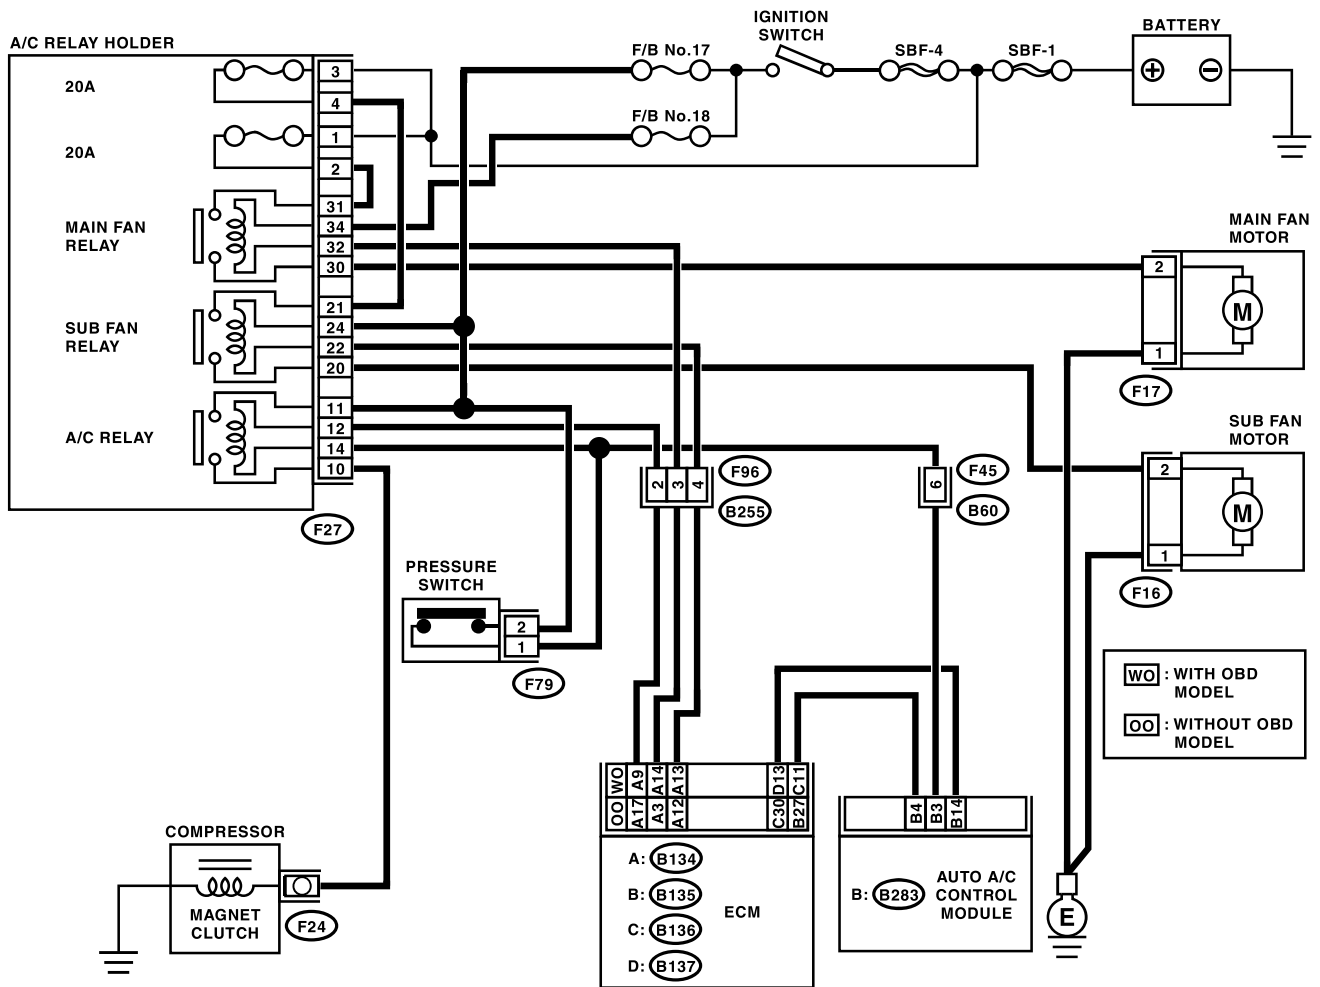 A/C RELAY HOLDER
20A
20A
MAIN FAN
RELAY
SUB FAN
RELAY
A/C RELAY
3
4
1
2
31
34
32
30
21
24
22
20
11
12
14
10
F27
F/B No.17
F/B No.18
IGNITION
SWITCH
SBF-4
SBF-1
BATTERY
+
−
MAIN FAN
MOTOR
2
1
M
F17
SUB FAN
MOTOR
2
1
M
F16
2
3
4
F96
B255
6
F45
B60
PRESSURE
SWITCH
2
1
F79
WO : WITH OBD
MODEL
OO : WITHOUT OBD
MODEL
WO A9 A14 A13 D13 C11
OO A17 A3 A12 C30 B27
A: B134
B: B135
C: B136
D: B137
ECM
B4 B3 B14
B: B283
AUTO A/C
CONTROL
MODULE
E
COMPRESSOR
MAGNET
CLUTCH
F24